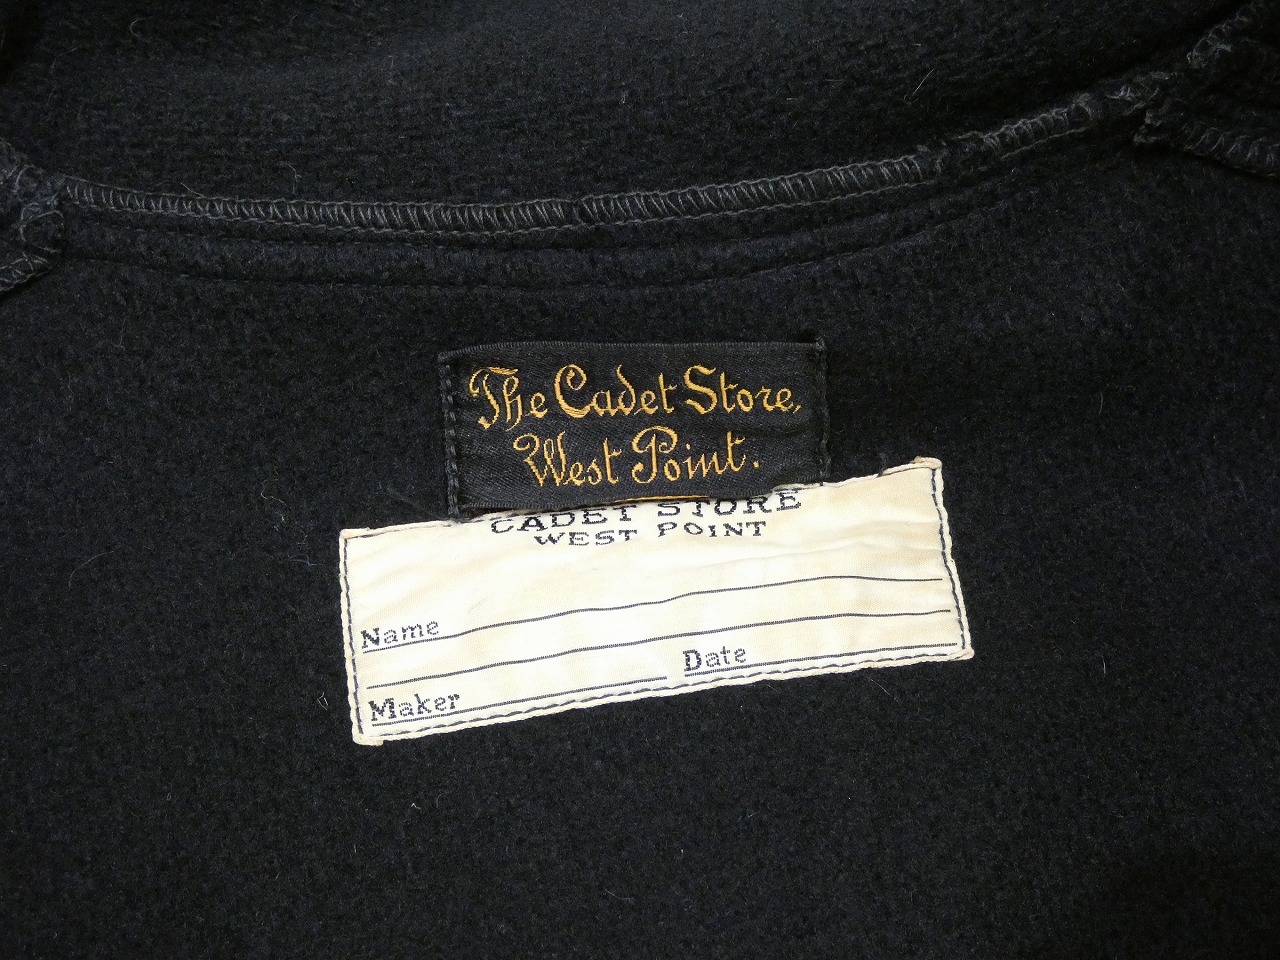 The Cadet Store,
West Point.
CADET STORE
WEST POINT
Name
Maker Date